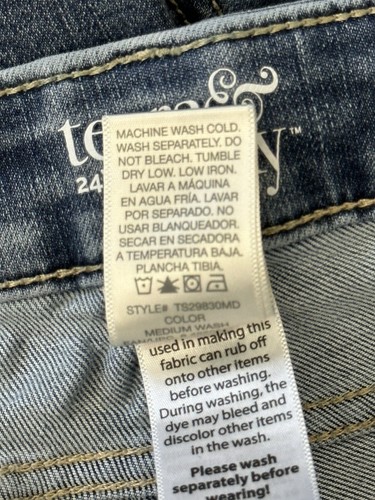 &
™
24
MACHINE WASH COLD.
WASH SEPARATELY. DO
NOT BLEACH. TUMBLE
DRY LOW. LOW IRON.
LAVAR A MÁQUINA
EN AGUA FRÍA. LAVAR
POR SEPARADO. NO
USAR BLANQUEADOR.
SECAR EN SECADORA
A TEMPERATURA BAJA.
PLANCHA TIBIA.
STYLE# TS29830MD
COLOR
MEDIUM WASH
used in making this
fabric can rub off
onto other items
before washing.
During washing, the
dye may bleed and
discolor other items
in the wash.
Please wash
separately before
wearing!